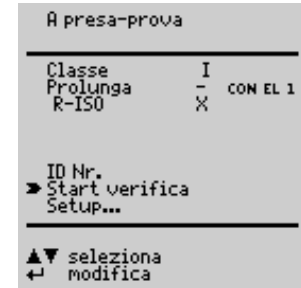 A presa-prova
Classe I
Prolunga - CON EL 1
R-ISO X
ID Nr.
Start verifica
Setup...
▲▼ seleziona
↵ modifica